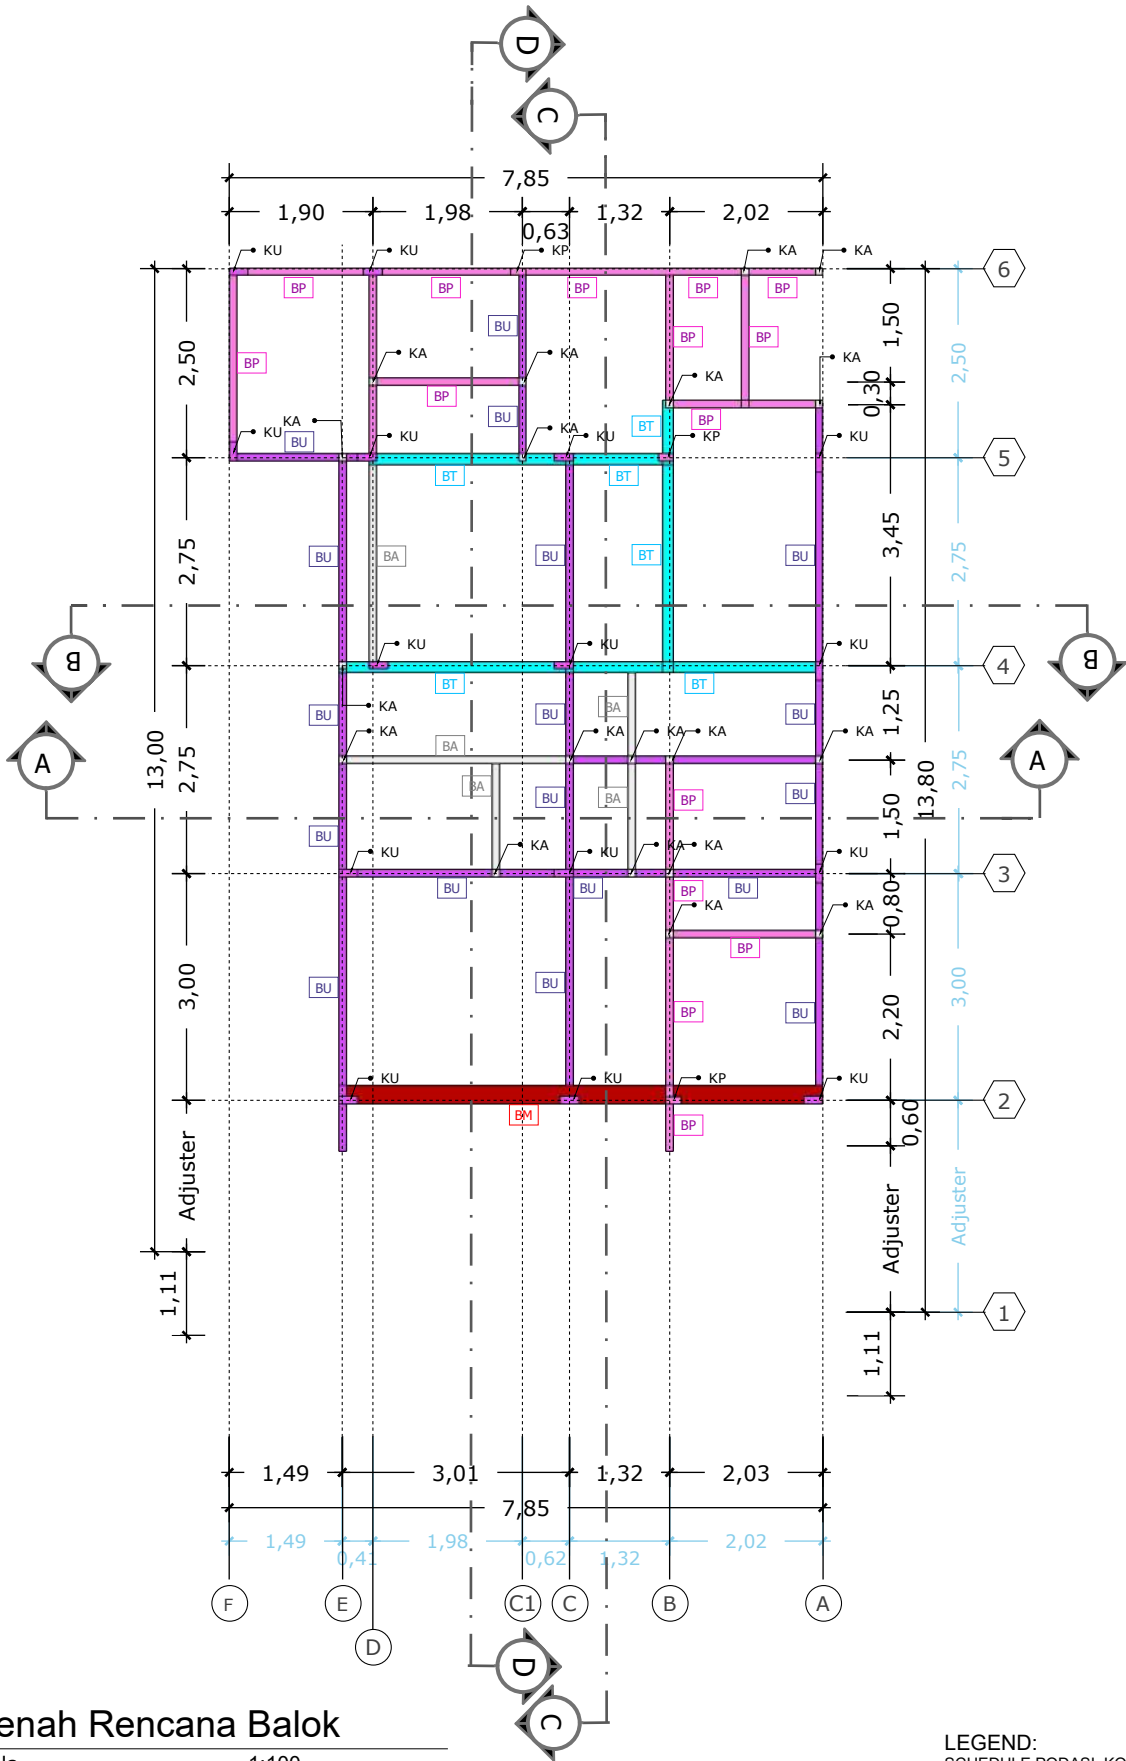 D
C
7,85
1,90 1,98 1,32 2,02
0,63
KU KU KP KA KA
6
BP BP BP BP BP
1,50
BU
BP BP BP
2,50
2,50
KA KA KA
0,30
BP BP
KA
KU BU KU BU KA KU BT KP KU
5
BT BT
3,45
2,75
2,75
BU BA BU BT BU
B
B
KU KU KU
4
BT BT
KA
BU BU BA BU
1,25
13,00
KA KA KA KA KA
BA
A
A
2,75
2,75
13,80
BA BU BA BP BU
1,50
BU
KA KA KA
KU KU KU
3
BU BU BP BU
0,80
KA KA
BP
3,00
3,00
BU BU BP BU
2,20
KU KU KP KU
2
BM BP
0,60
Adjuster
Adjuster
Adjuster
1,11
1
1,11
1,49 3,01 1,32 2,03
7,85
1,49 1,98 2,02
0,41 0,62 1,32
F E C1 C B A
D
D
C
enah Rencana Balok
1:100
LEGEND: